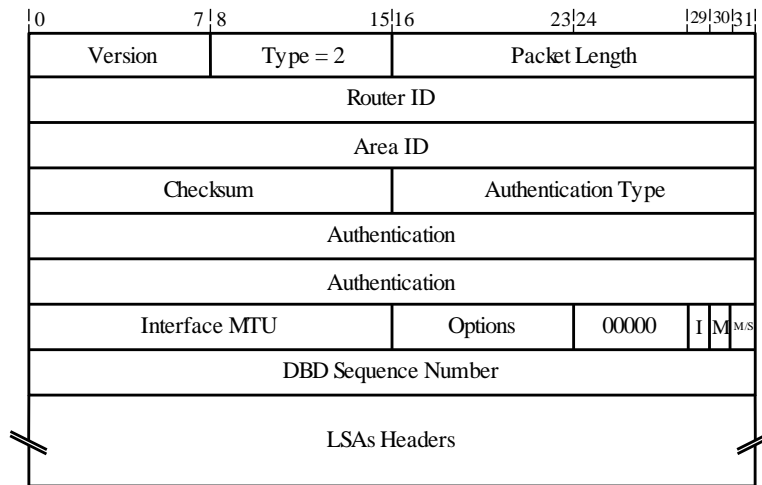 0 7 8 15 16 23 24 29 30 31
Version Type = 2 Packet Length
Router ID
Area ID
Checksum Authentication Type
Authentication
Authentication
Interface MTU Options 00000 I M M/S
DBD Sequence Number
LSAs Headers